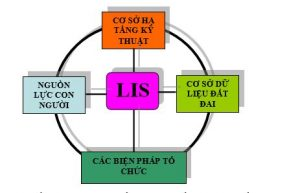 CƠ SỞ HẠ
TẦNG KỸ
THUẬT
NGUỒN
LỰC CON
NGƯỜI
LIS
CƠ SỞ DỮ
LIỆU ĐẤT
ĐAI
CÁC BIỆN PHÁP TỔ
CHỨC